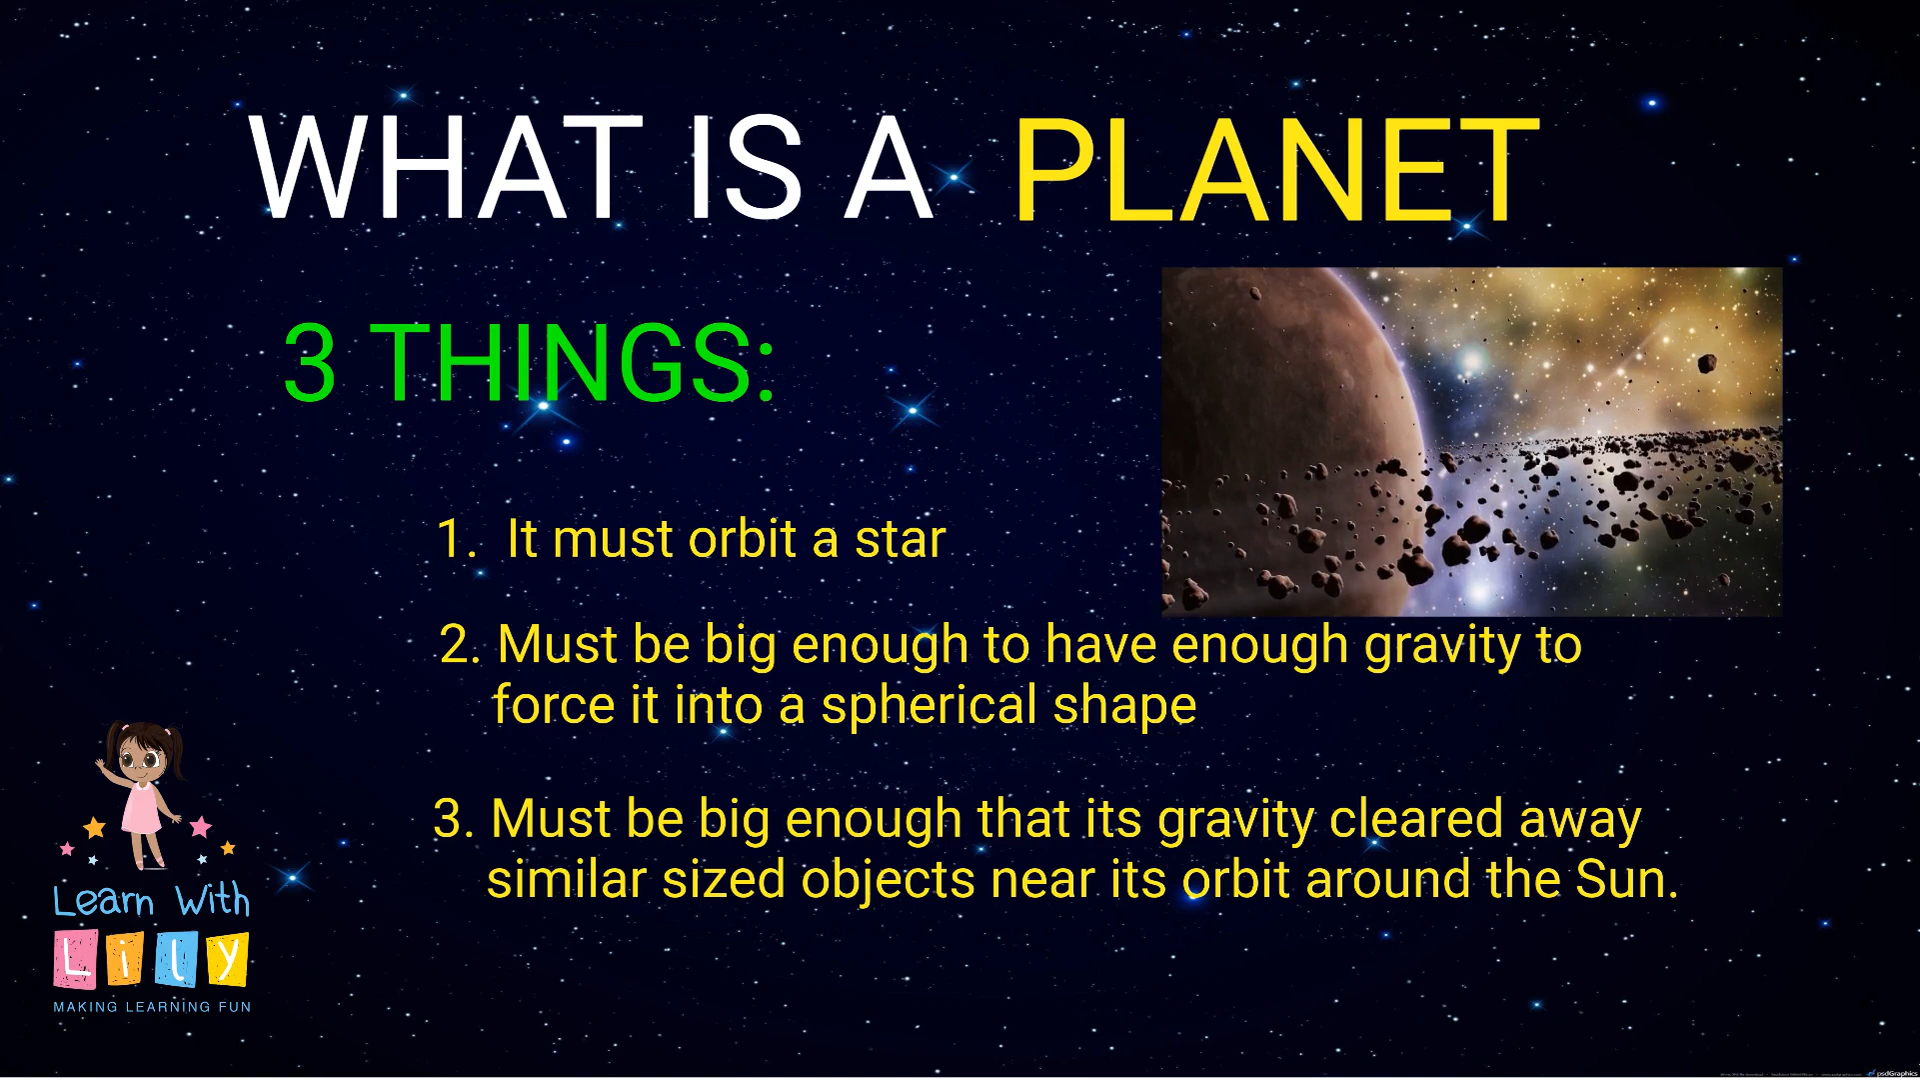 WHAT IS A PLANET
3 THINGS:
1. It must orbit a star
2. Must be big enough to have enough gravity to
force it into a spherical shape
3. Must be big enough that its gravity cleared away
similar sized objects near its orbit around the Sun.
Learn With
Lily
MAKING LEARNING FUN
psdGraphics